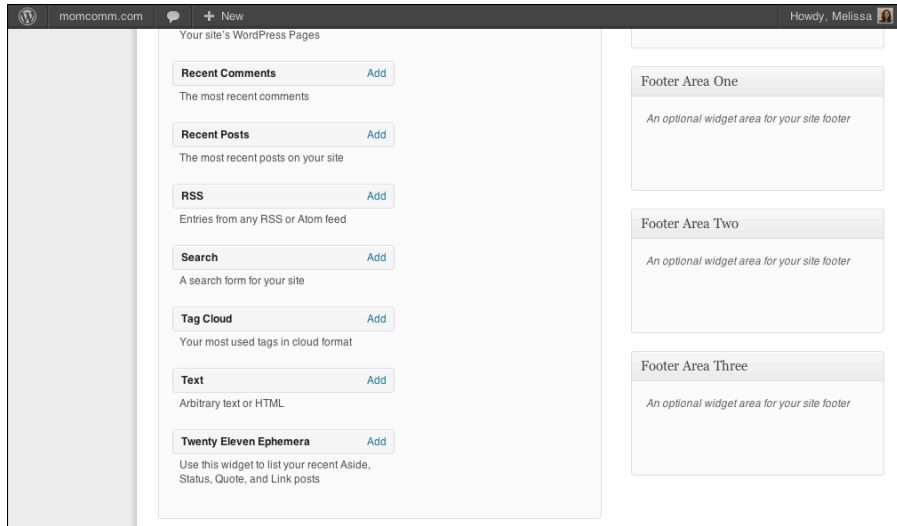 momcomm.com
New
Howdy, Melissa
Your site's WordPress Pages
Recent Comments Add
The most recent comments
Recent Posts Add
The most recent posts on your site
RSS Add
Entries from any RSS or Atom feed
Search Add
A search form for your site
Tag Cloud Add
Your most used tags in cloud format
Text Add
Arbitrary text or HTML
Twenty Eleven Ephemera Add
Use this widget to list your recent Aside,
Status, Quote, and Link posts
Footer Area One
An optional widget area for your site footer
Footer Area Two
An optional widget area for your site footer
Footer Area Three
An optional widget area for your site footer